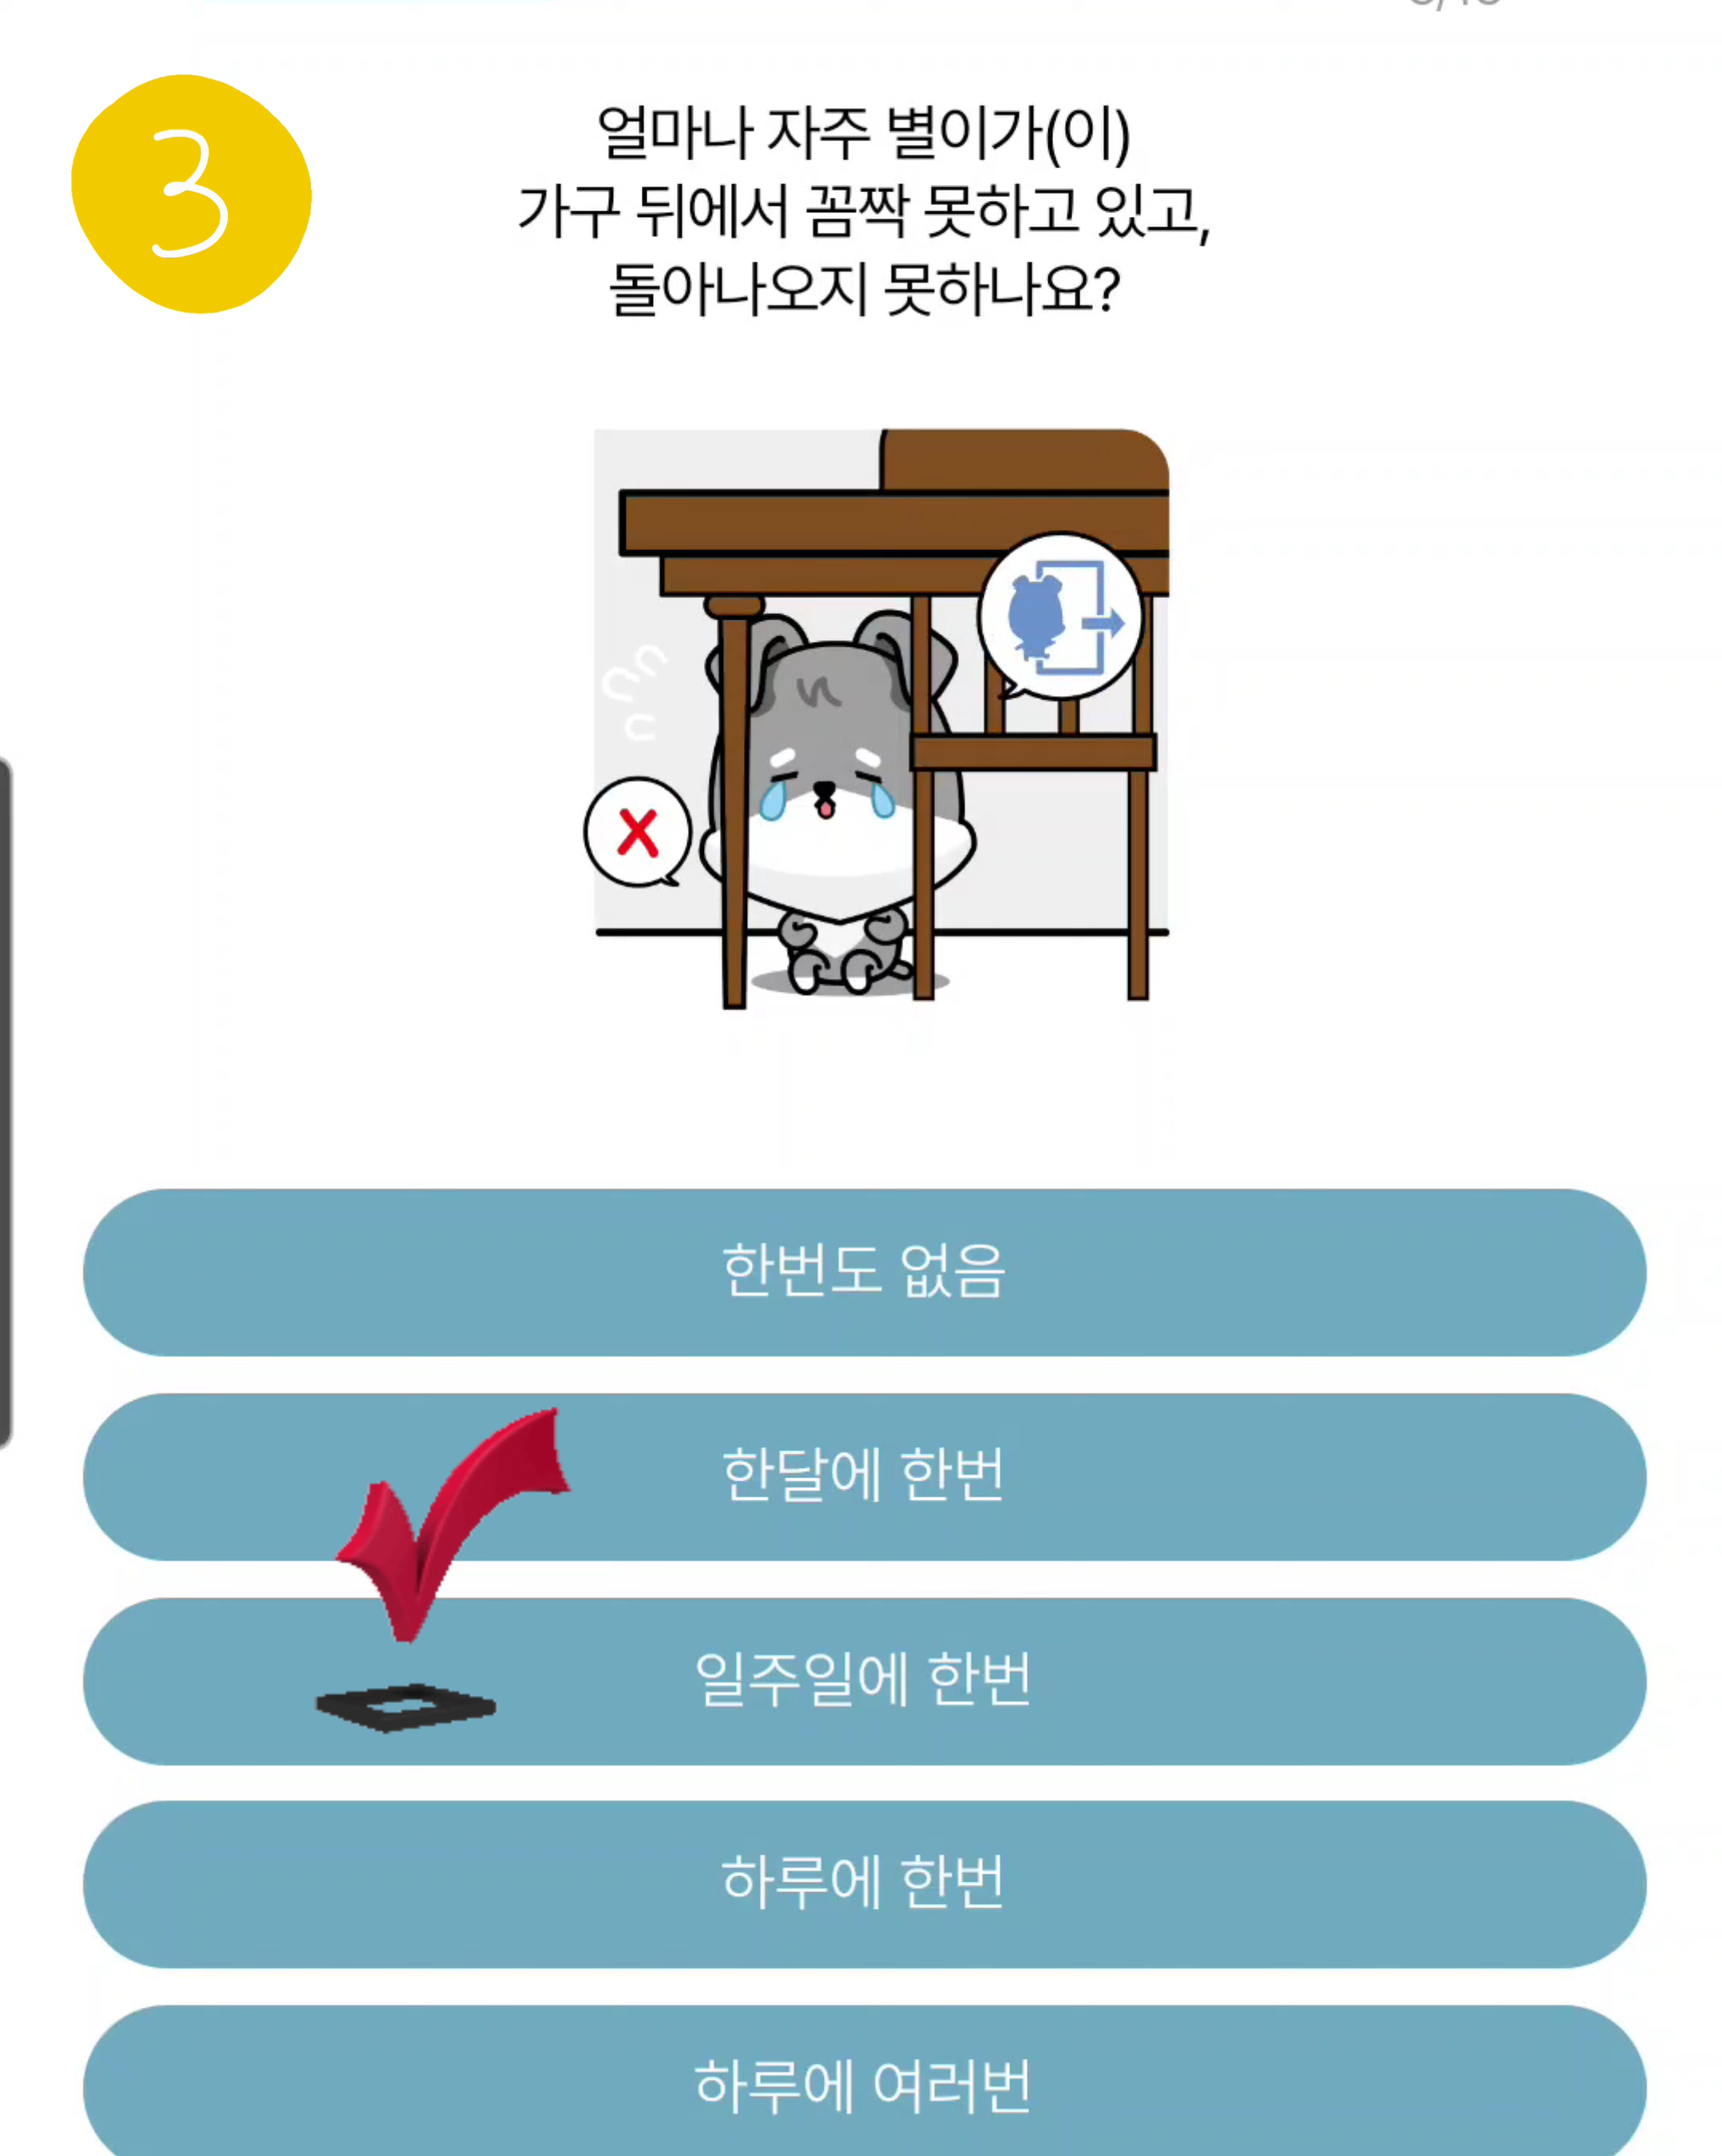 3
얼마나 자주 별이가(이)
가구 뒤에서 꼼짝 못하고 있고,
돌아나오지 못하나요?
한번도 없음
한달에 한번
일주일에 한번
하루에 한번
하루에 여러번